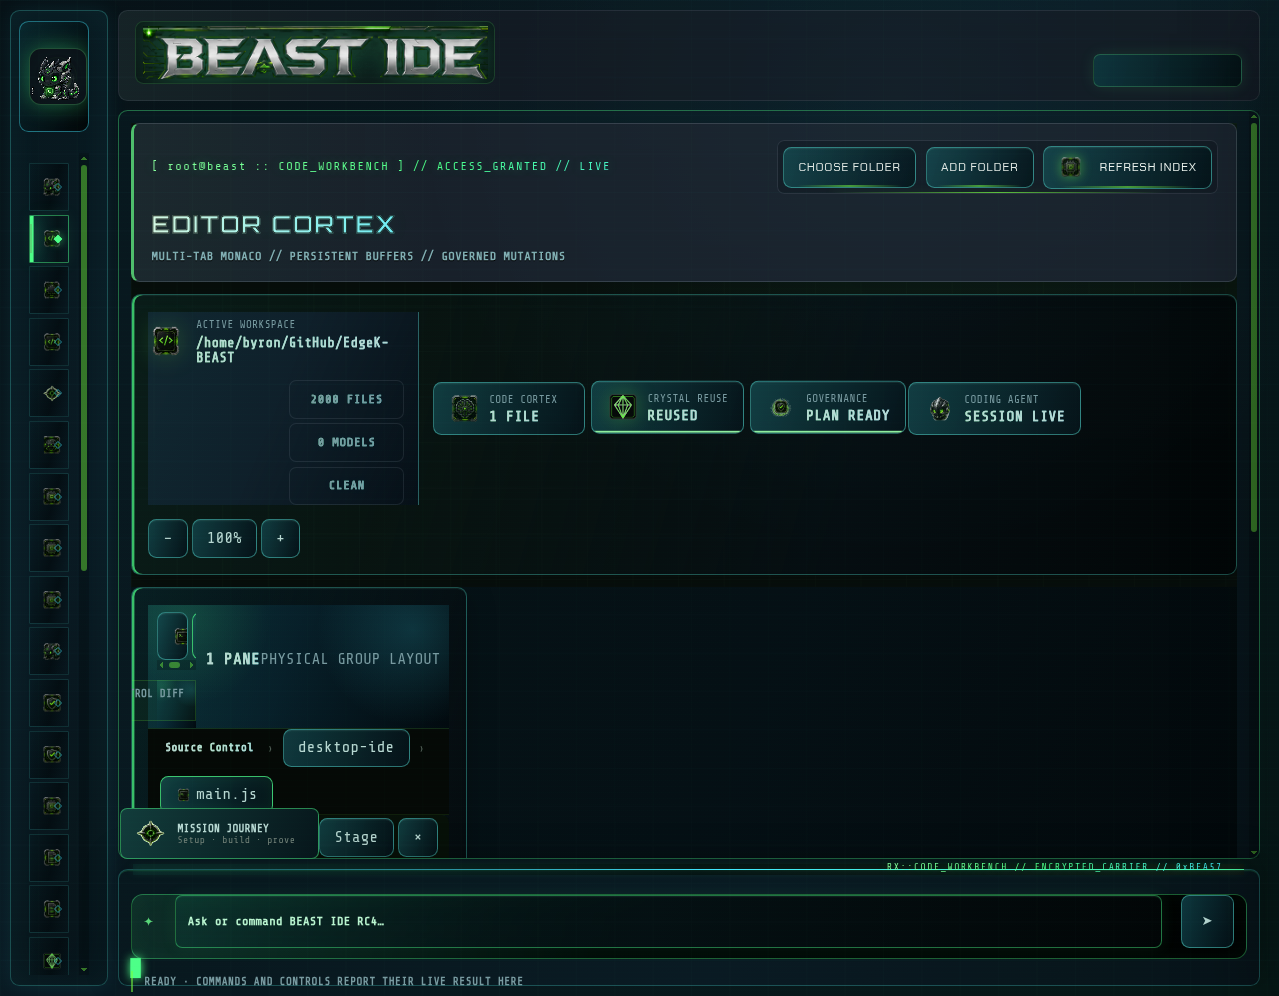 BEAST IDE
[ root@beast :: CODE_WORKBENCH ] // ACCESS_GRANTED // LIVE
CHOOSE FOLDER
ADD FOLDER
REFRESH INDEX
EDITOR CORTEX
MULTI-TAB MONACO // PERSISTENT BUFFERS // GOVERNED MUTATIONS
ACTIVE WORKSPACE
/home/byron/GitHub/EdgeK-
BEAST
2000 FILES
0 MODELS
CLEAN
CODE CORTEX
1 FILE
CRYSTAL REUSE
REUSED
GOVERNANCE
PLAN READY
CODING AGENT
SESSION LIVE
−
100%
+
1 PANE PHYSICAL GROUP LAYOUT
ROL DIFF
Source Control › desktop-ide ›
main.js
MISSION JOURNEY
Setup · build · prove
Stage
×
RX::CODE_WORKBENCH // ENCRYPTED_CARRIER // 0xBEA57
Ask or command BEAST IDE RC4…
READY · COMMANDS AND CONTROLS REPORT THEIR LIVE RESULT HERE